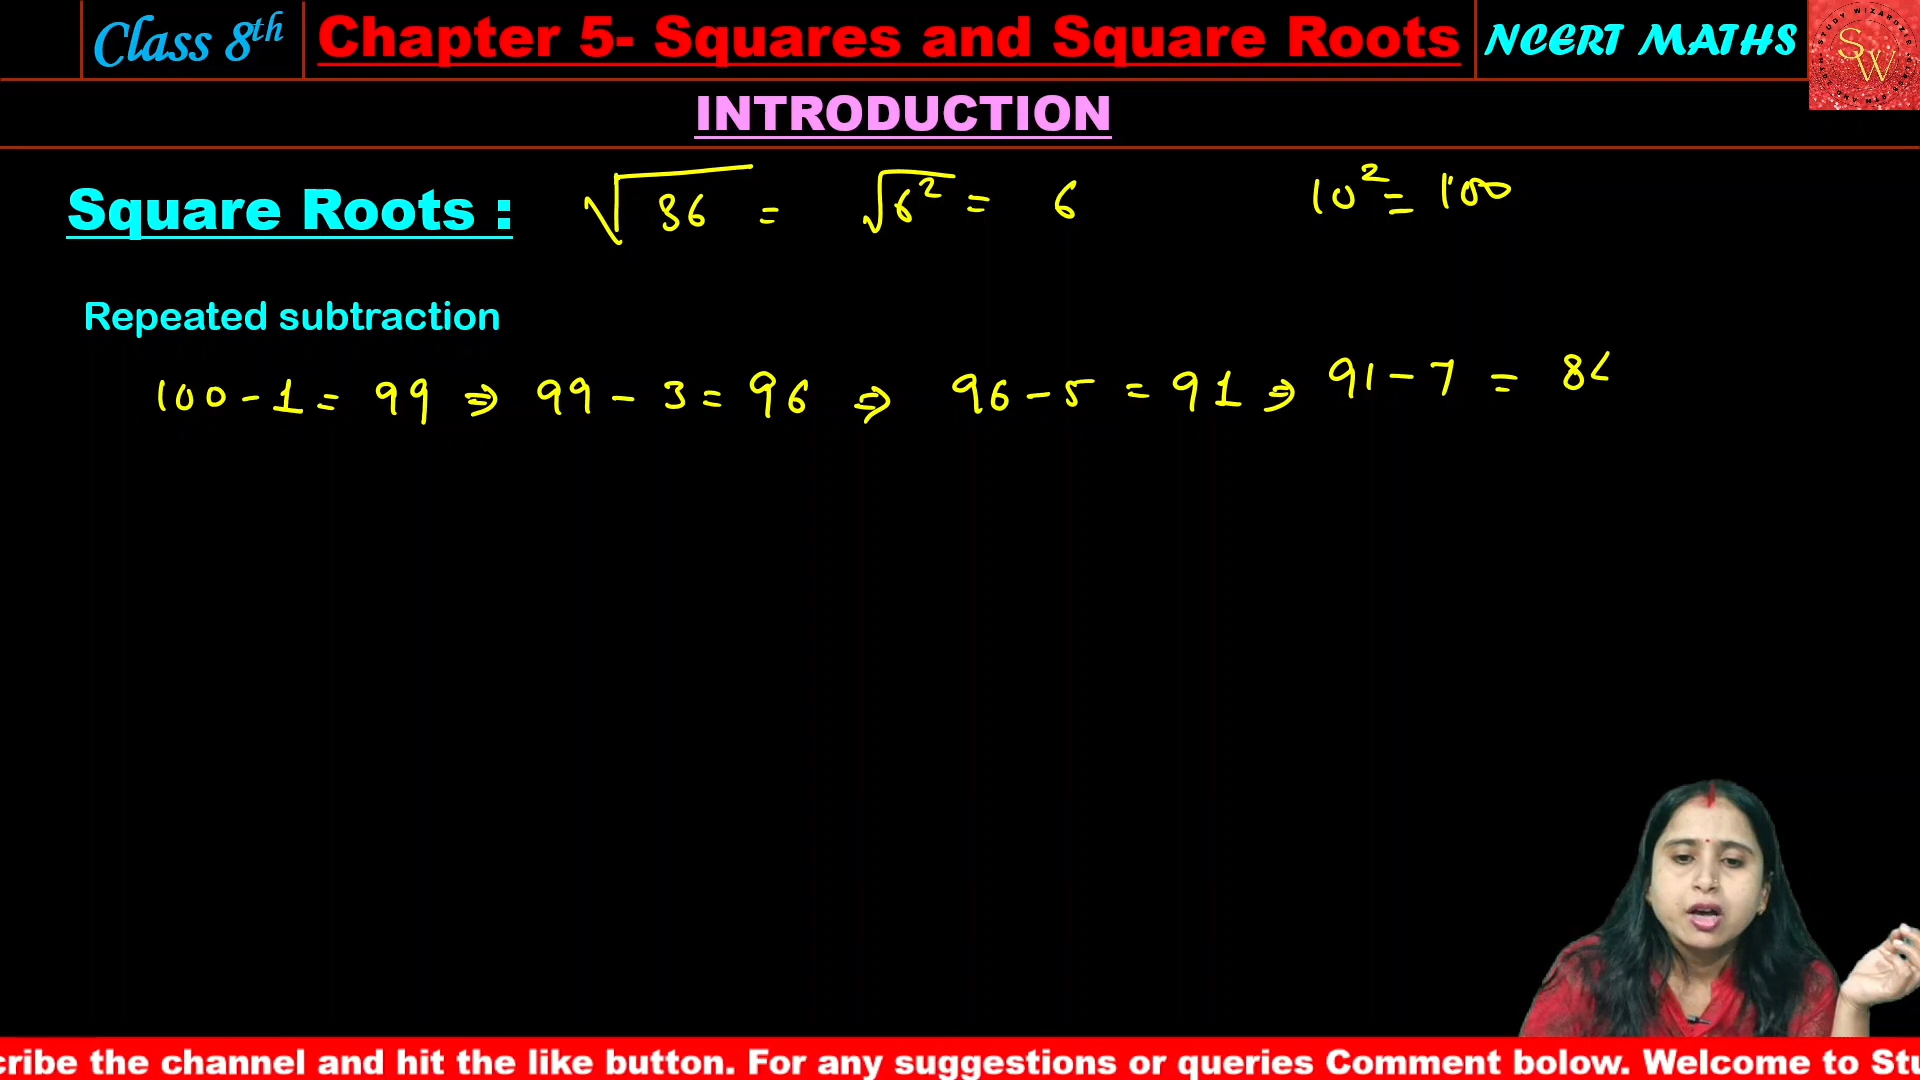 Class 8th Chapter 5- Squares and Square Roots NCERT MATHS
SW
INTRODUCTION
Square Roots : √36 = √6² = 6 10² = 100
Repeated subtraction
100 - 1 = 99 ⇒ 99 - 3 = 96 ⇒ 96 - 5 = 91 ⇒ 91 - 7 = 84
cribe the channel and hit the like button. For any suggestions or queries Comment bolow. Welcome to Stu